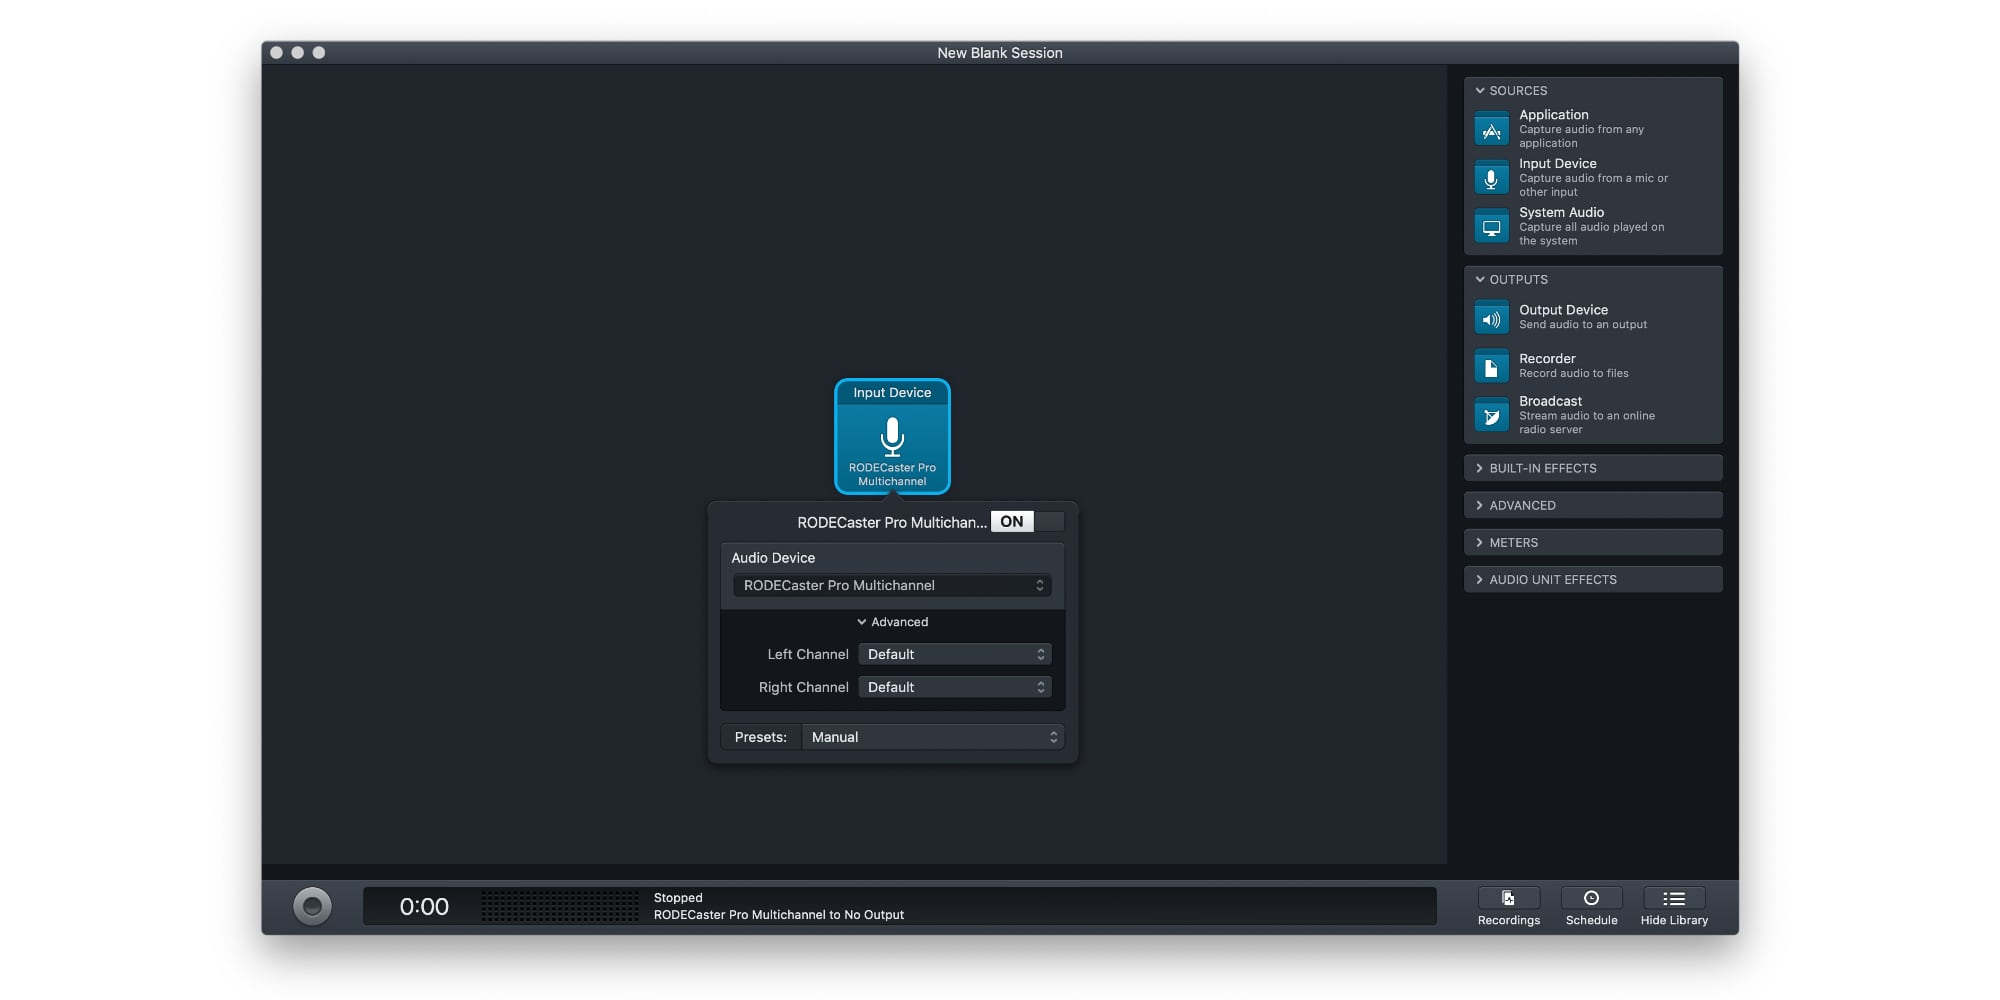 New Blank Session
Input Device
RODECaster Pro
Multichannel
RODECaster Pro Multichan...
ON
Audio Device
RODECaster Pro Multichannel
Advanced
Left Channel Default
Right Channel Default
Presets: Manual
SOURCES
Application
Capture audio from any
application
Input Device
Capture audio from a mic or
other input
System Audio
Capture all audio played on
the system
OUTPUTS
Output Device
Send audio to an output
Recorder
Record audio to files
Broadcast
Stream audio to an online
radio server
BUILT-IN EFFECTS
ADVANCED
METERS
AUDIO UNIT EFFECTS
0:00
Stopped
RODECaster Pro Multichannel to No Output
Recordings
Schedule
Hide Library